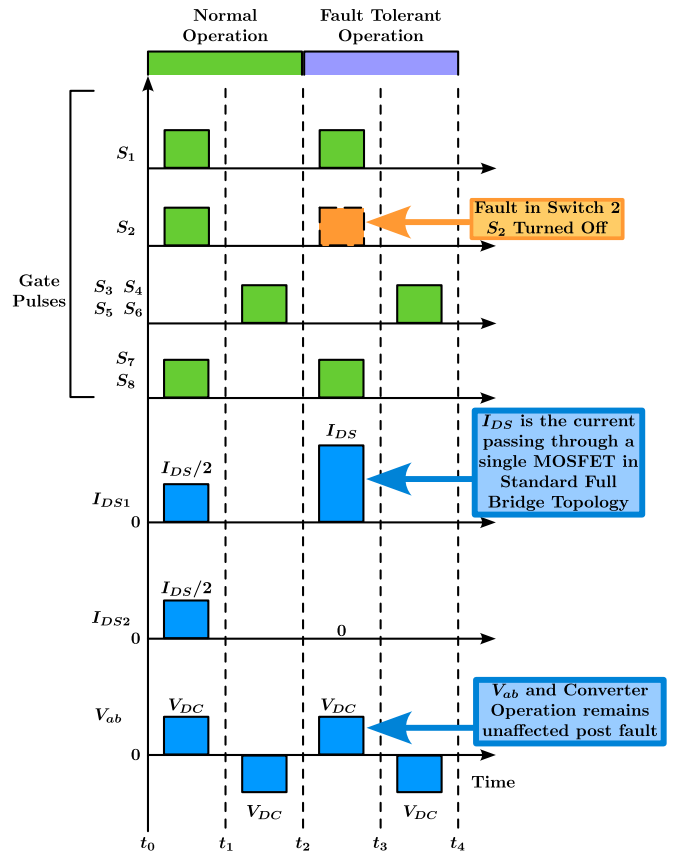 Normal
Operation
Fault Tolerant
Operation
S1
S2
Fault in Switch 2
S2 Turned Off
Gate
Pulses
S3 S4
S5 S6
S7
S8
IDS
IDS/2
IDS1
0
IDS is the current
passing through a
single MOSFET in
Standard Full
Bridge Topology
IDS/2
IDS2
0
0
Vab
VDC
VDC
0
Vab and Converter
Operation remains
unaffected post fault
Time
VDC
VDC
t0 t1 t2 t3 t4